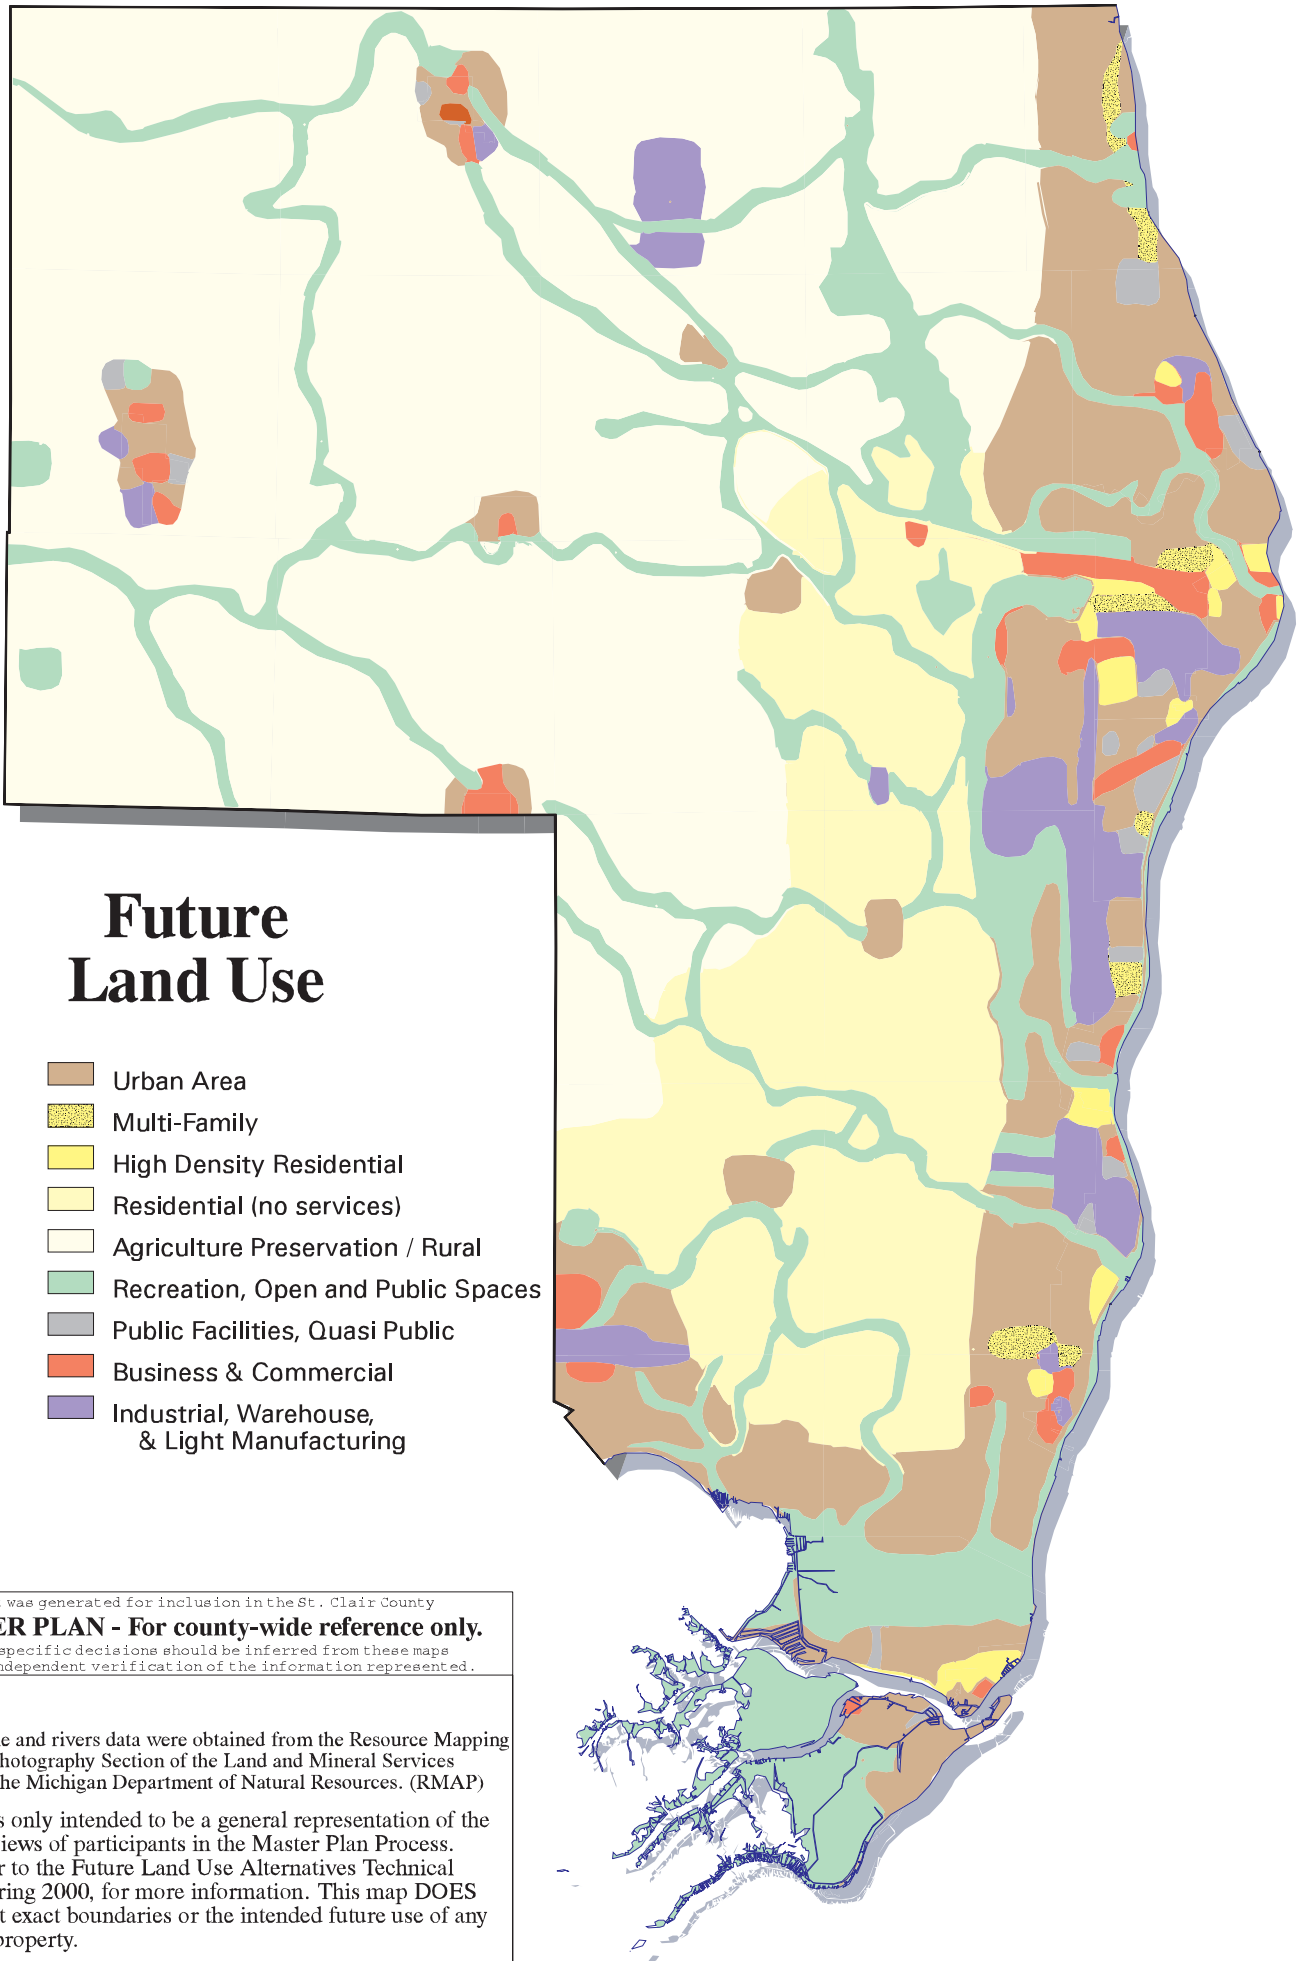 Future
Land Use
Urban Area
Multi-Family
High Density Residential
Residential (no services)
Agriculture Preservation / Rural
Recreation, Open and Public Spaces
Public Facilities, Quasi Public
Business & Commercial
Industrial, Warehouse,
& Light Manufacturing
was generated for inclusion in the St. Clair County
ER PLAN - For county-wide reference only.
specific decisions should be inferred from these maps
ndependent verification of the information represented.
e and rivers data were obtained from the Resource Mapping
hotography Section of the Land and Mineral Services
he Michigan Department of Natural Resources. (RMAP)
s only intended to be a general representation of the
iews of participants in the Master Plan Process.
r to the Future Land Use Alternatives Technical
ring 2000, for more information. This map DOES
t exact boundaries or the intended future use of any
property.